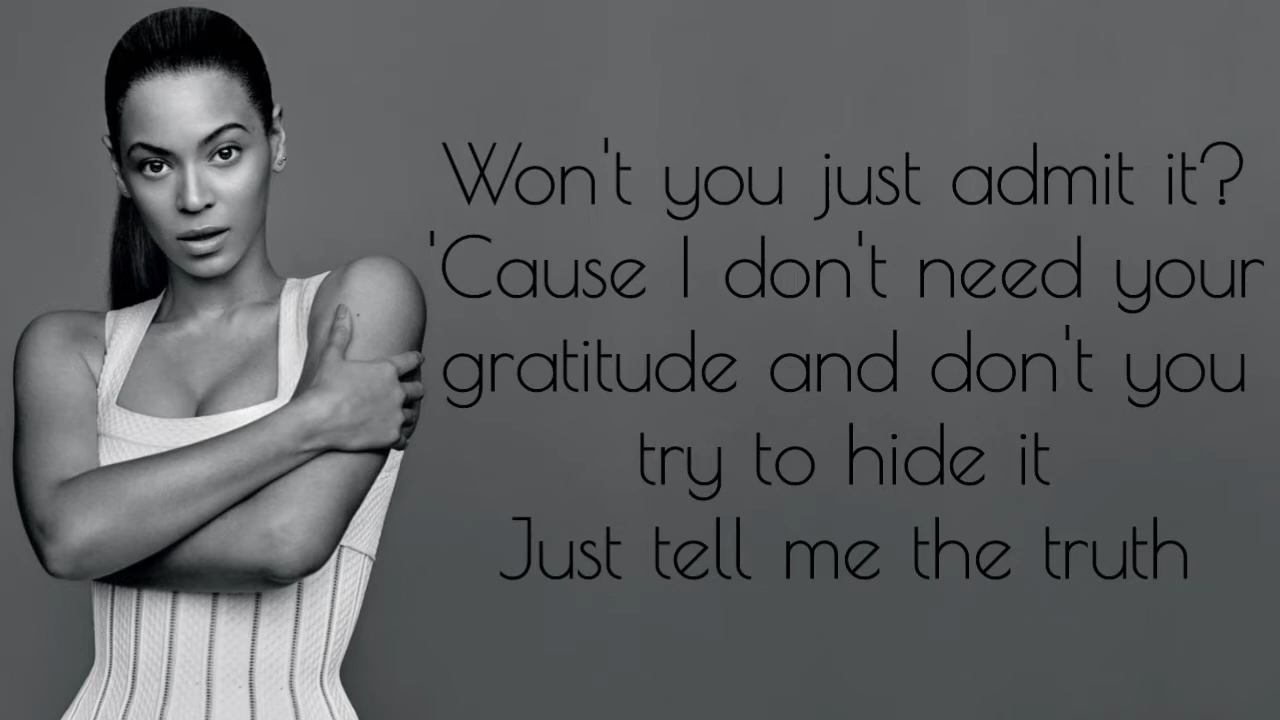 Won't you just admit it?
'Cause I don't need your
gratitude and don't you
try to hide it
Just tell me the truth